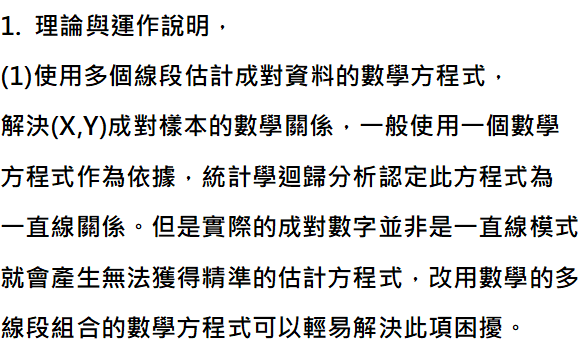 1. 理論與運作說明，
(1)使用多個線段估計成對資料的數學方程式，
解決(X,Y)成對樣本的數學關係，一般使用一個數學
方程式作為依據，統計學迴歸分析認定此方程式為
一直線關係。但是實際的成對數字並非是一直線模式
就會產生無法獲得精準的估計方程式，改用數學的多
線段組合的數學方程式可以輕易解決此項困擾。